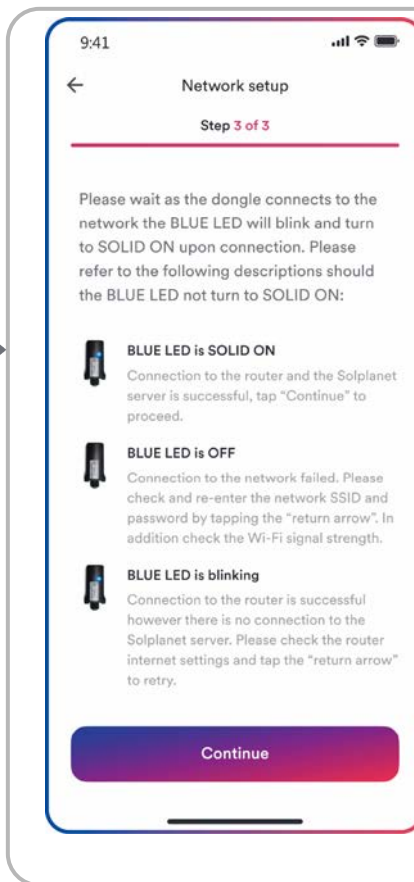 9:41
Network setup
Step 3 of 3
Please wait as the dongle connects to the
network the BLUE LED will blink and turn
to SOLID ON upon connection. Please
refer to the following descriptions should
the BLUE LED not turn to SOLID ON:
BLUE LED is SOLID ON
Connection to the router and the Solplanet
server is successful, tap “Continue” to
proceed.
BLUE LED is OFF
Connection to the network failed. Please
check and re-enter the network SSID and
password by tapping the “return arrow”. In
addition check the Wi-Fi signal strength.
BLUE LED is blinking
Connection to the router is successful
however there is no connection to the
Solplanet server. Please check the router
internet settings and tap the “return arrow”
to retry.
Continue